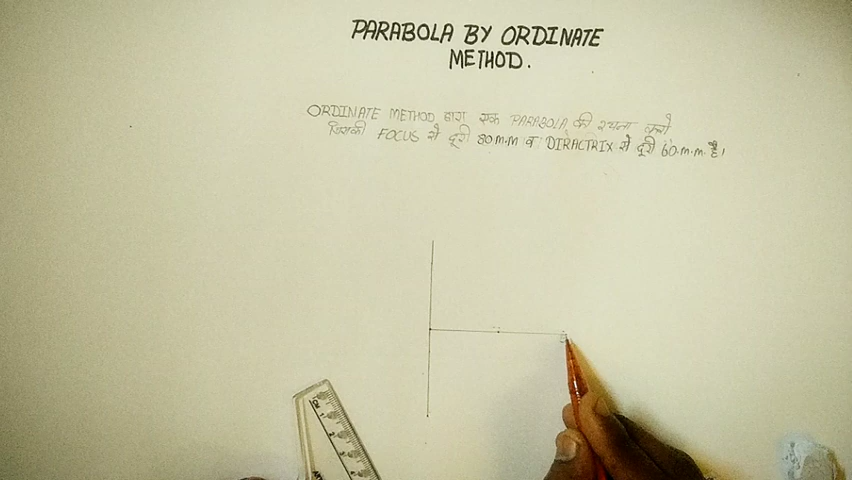 PARABOLA BY ORDINATE
METHOD.
ORDINATE METHOD द्वारा एक PARABOLA की रचना करो
जिसकी FOCUS से दूरी 80 M.M व DIRACTRIX से दूरी 60.M.M. है।